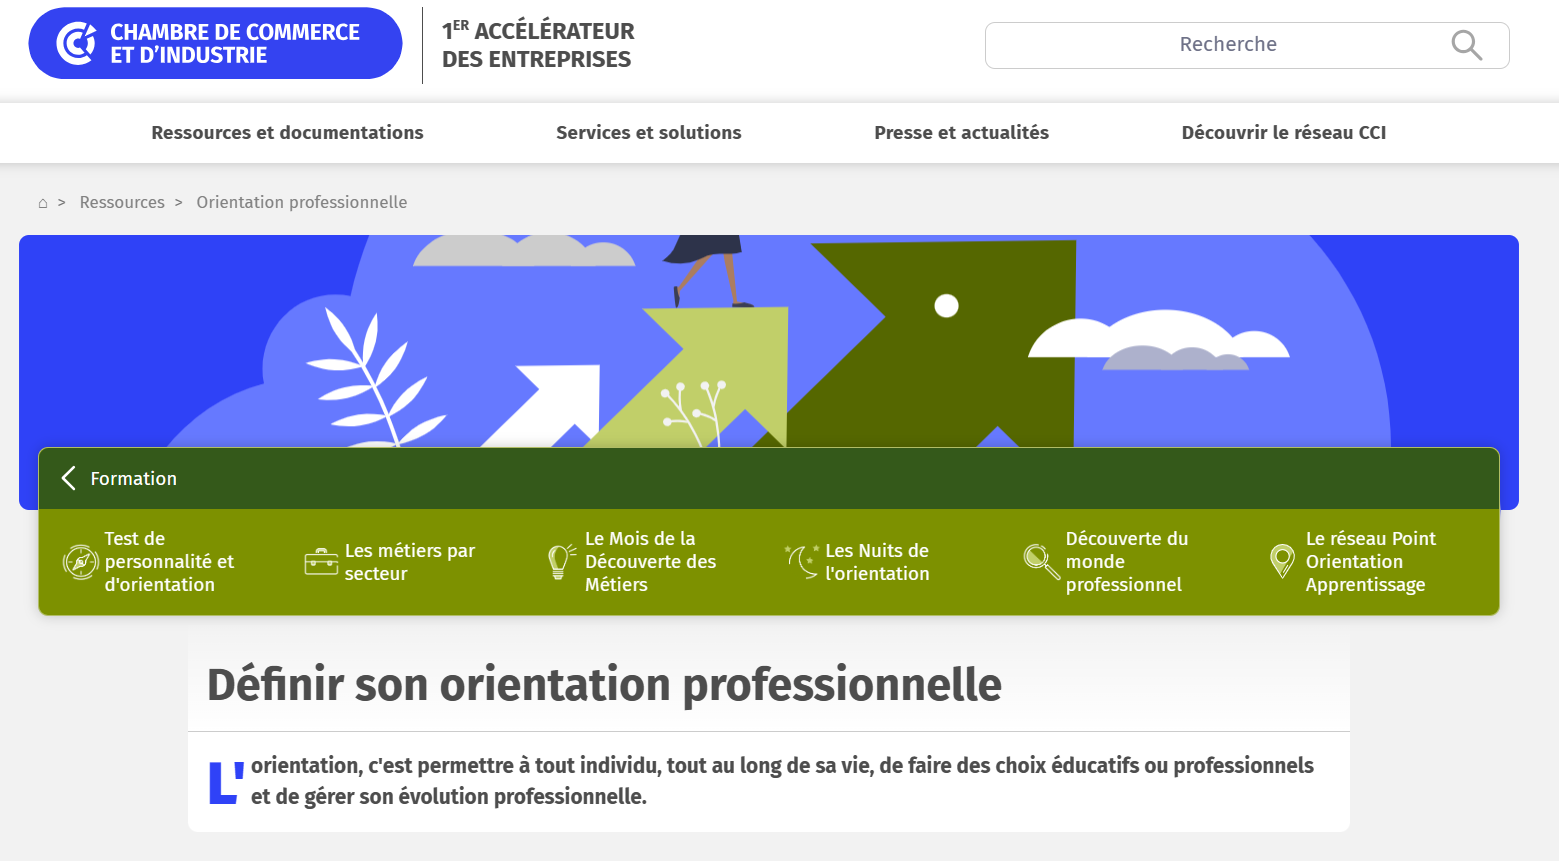 CHAMBRE DE COMMERCE
ET D'INDUSTRIE
1ER ACCÉLÉRATEUR
DES ENTREPRISES
Recherche
Ressources et documentations
Services et solutions
Presse et actualités
Découvrir le réseau CCI
⌂ > Ressources > Orientation professionnelle
Formation
Test de
personnalité et
d'orientation
Les métiers par
secteur
Le Mois de la
Découverte des
Métiers
Les Nuits de
l'orientation
Découverte du
monde
professionnel
Le réseau Point
Orientation
Apprentissage
Définir son orientation professionnelle
L'orientation, c'est permettre à tout individu, tout au long de sa vie, de faire des choix éducatifs ou professionnels
et de gérer son évolution professionnelle.